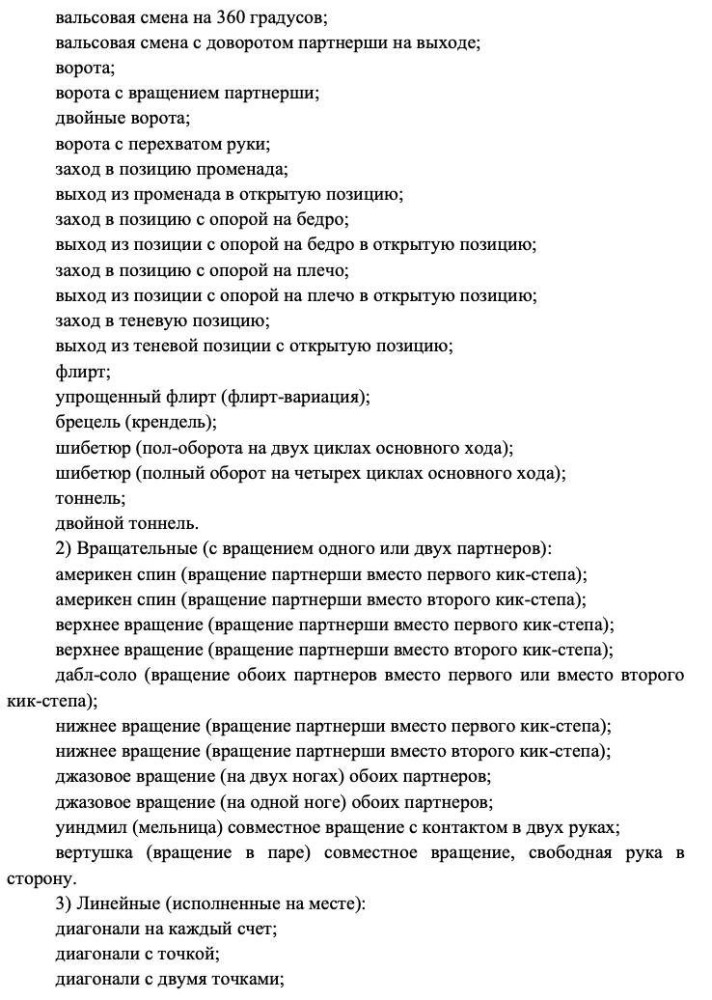 вальсовая смена на 360 градусов;
вальсовая смена с доворотом партнерши на выходе;
ворота;
ворота с вращением партнерши;
двойные ворота;
ворота с перехватом руки;
заход в позицию променада;
выход из променада в открытую позицию;
заход в позицию с опорой на бедро;
выход из позиции с опорой на бедро в открытую позицию;
заход в позицию с опорой на плечо;
выход из позиции с опорой на плечо в открытую позицию;
заход в теневую позицию;
выход из теневой позиции с открытую позицию;
флирт;
упрощенный флирт (флирт-вариация);
брецель (крендель);
шибетюр (пол-оборота на двух циклах основного хода);
шибетюр (полный оборот на четырех циклах основного хода);
тоннель;
двойной тоннель.
2) Вращательные (с вращением одного или двух партнеров):
америкен спин (вращение партнерши вместо первого кик-степа);
америкен спин (вращение партнерши вместо второго кик-степа);
верхнее вращение (вращение партнерши вместо первого кик-степа);
верхнее вращение (вращение партнерши вместо второго кик-степа);
дабл-соло (вращение обоих партнеров вместо первого или вместо второго
кик-степа);
нижнее вращение (вращение партнерши вместо первого кик-степа);
нижнее вращение (вращение партнерши вместо второго кик-степа);
джазовое вращение (на двух ногах) обоих партнеров;
джазовое вращение (на одной ноге) обоих партнеров;
уиндмил (мельница) совместное вращение с контактом в двух руках;
вертушка (вращение в паре) совместное вращение, свободная рука в
сторону.
3) Линейные (исполненные на месте):
диагонали на каждый счет;
диагонали с точкой;
диагонали с двумя точками;